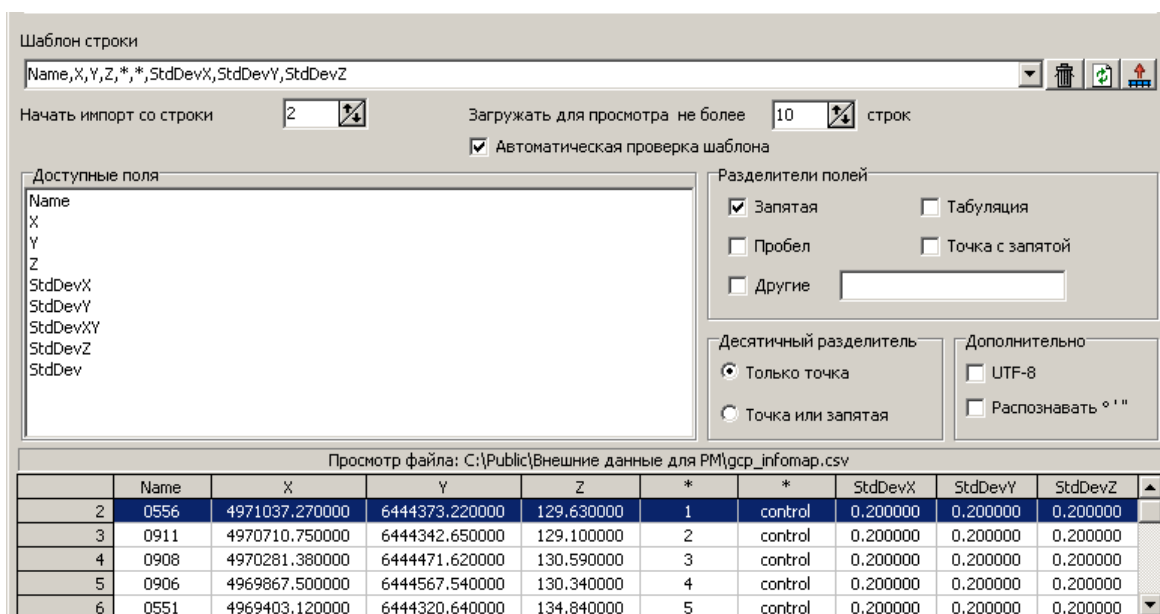 Шаблон строки
Name,X,Y,Z,*,*,StdDevX,StdDevY,StdDevZ
Начать импорт со строки 2 Загружать для просмотра не более 10 строк
Автоматическая проверка шаблона
Доступные поля
Name
X
Y
Z
StdDevX
StdDevY
StdDevXY
StdDevZ
StdDev
Разделители полей
Запятая Табуляция
Пробел Точка с запятой
Другие
Десятичный разделитель
Только точка
Точка или запятая
Дополнительно
UTF-8
Распознавать ° ' "
Просмотр файла: C:\Public\Внешние данные для PM\gcp_infomap.csv
Name X Y Z * * StdDevX StdDevY StdDevZ
2 0556 4971037.270000 6444373.220000 129.630000 1 control 0.200000 0.200000 0.200000
3 0911 4970710.750000 6444342.650000 129.100000 2 control 0.200000 0.200000 0.200000
4 0908 4970281.380000 6444471.620000 130.590000 3 control 0.200000 0.200000 0.200000
5 0906 4969867.500000 6444567.540000 130.340000 4 control 0.200000 0.200000 0.200000
6 0551 4969403.120000 6444320.640000 134.840000 5 control 0.200000 0.200000 0.200000